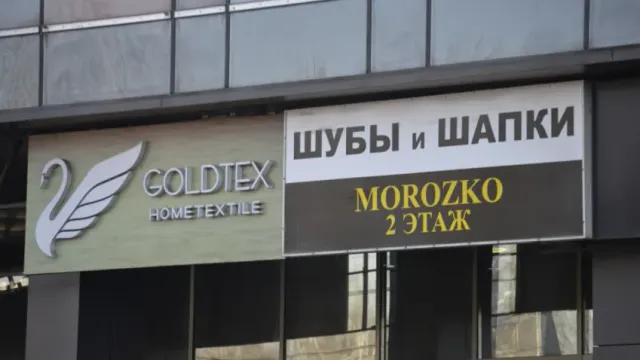 GOLDTEX
HOMETEXTILE
ШУБЫ и ШАПКИ
MOROZKO
2 ЭТАЖ